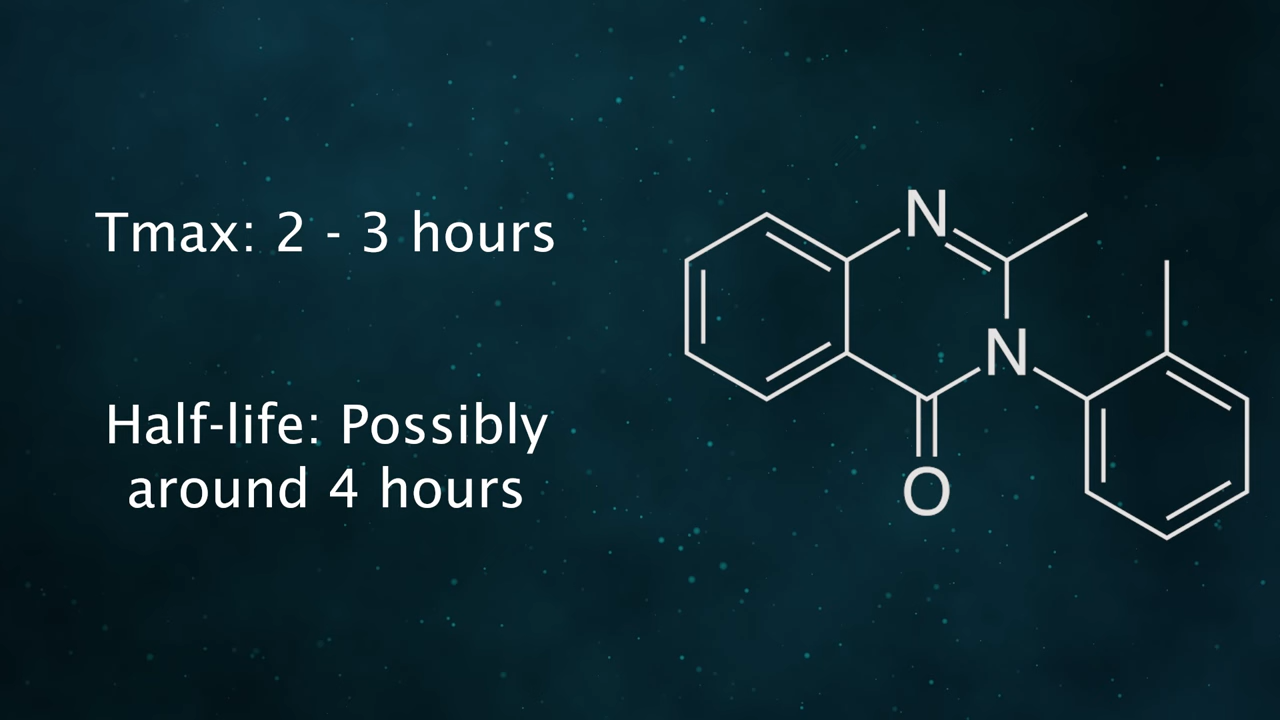 Tmax: 2 - 3 hours
Half-life: Possibly
around 4 hours
N
N
O